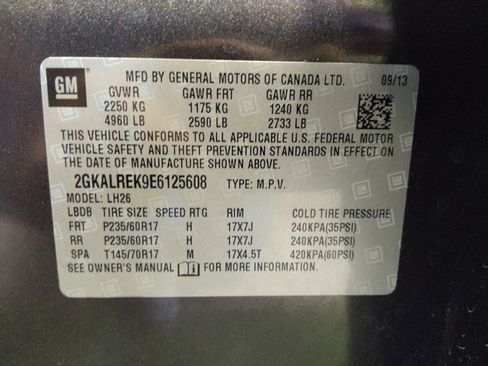 GM
MFD BY GENERAL MOTORS OF CANADA LTD. 09/13
GVWR GAWR FRT GAWR RR
2250 KG 1175 KG 1240 KG
4960 LB 2590 LB 2733 LB
THIS VEHICLE CONFORMS TO ALL APPLICABLE U.S. FEDERAL MOTOR
VEHICLE SAFETY AND THEFT PREVENTION STANDARDS IN EFFECT ON
THE DATE OF MANUFACTURE SHOWN ABOVE.
2GKALREK9E6125608 TYPE: M.P.V.
MODEL: LH26
LBDB TIRE SIZE SPEED RTG RIM COLD TIRE PRESSURE
FRT P235/60R17 H 17X7J 240KPA(35PSI)
RR P235/60R17 H 17X7J 240KPA(35PSI)
SPA T145/70R17 M 17X4.5T 420KPA(60PSI)
SEE OWNER'S MANUAL FOR MORE INFORMATION.